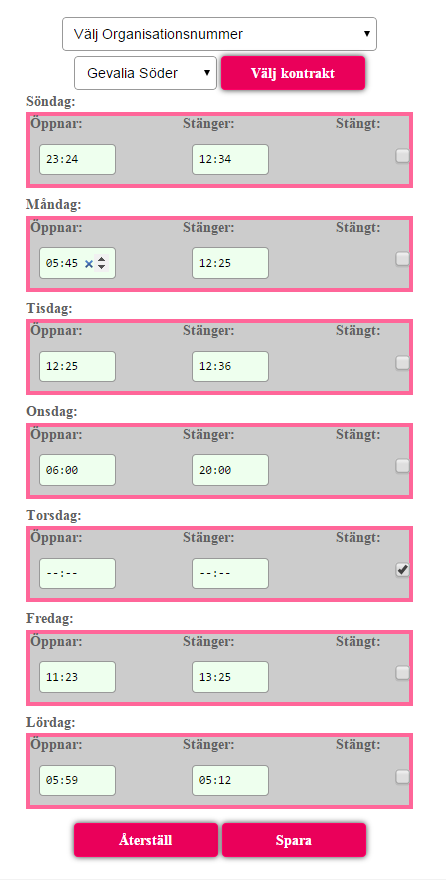 Välj Organisationsnummer
Gevalia Söder Välj kontrakt
Söndag:
Öppnar: Stänger: Stängt:
23:24 12:34
Måndag:
Öppnar: Stänger: Stängt:
05:45 12:25
Tisdag:
Öppnar: Stänger: Stängt:
12:25 12:36
Onsdag:
Öppnar: Stänger: Stängt:
06:00 20:00
Torsdag:
Öppnar: Stänger: Stängt:
--:-- --:--
Fredag:
Öppnar: Stänger: Stängt:
11:23 13:25
Lördag:
Öppnar: Stänger: Stängt:
05:59 05:12
Återställ Spara